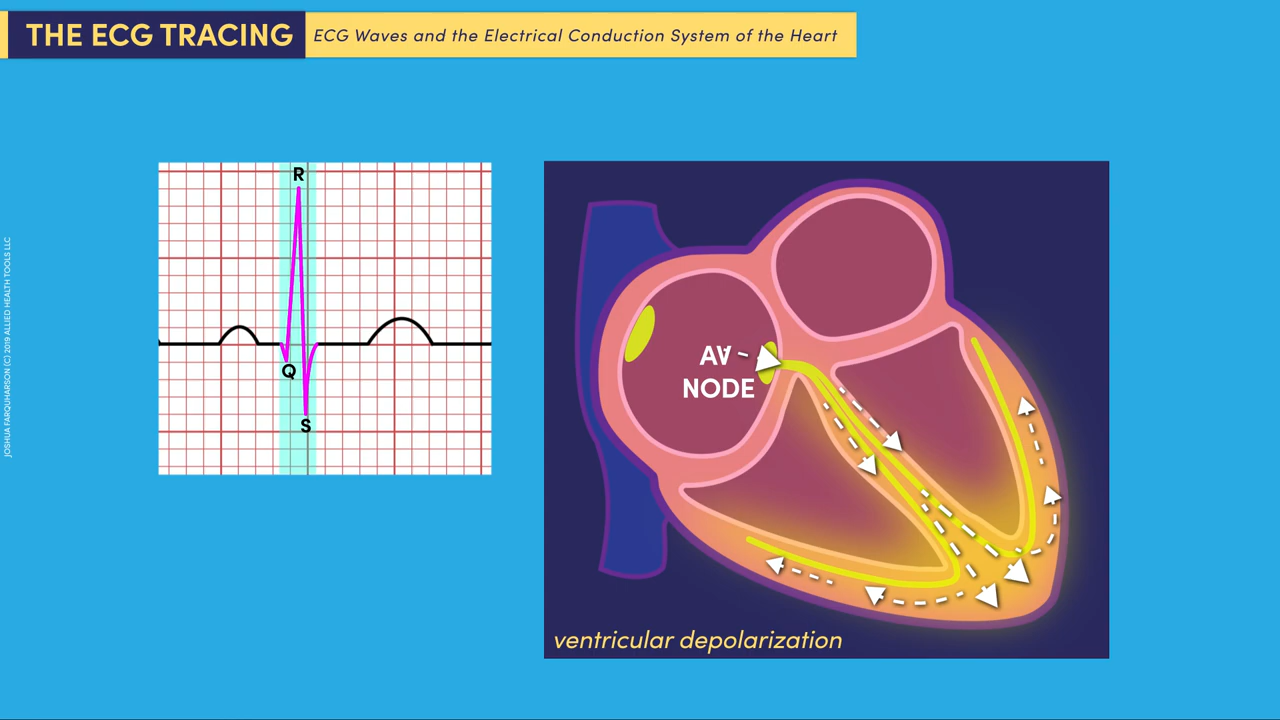 THE ECG TRACING
ECG Waves and the Electrical Conduction System of the Heart
R
Q
S
AV
NODE
ventricular depolarization
JOSHUA FARQUHARSON (C) 2019 ALLIED HEALTH TOOLS LLC